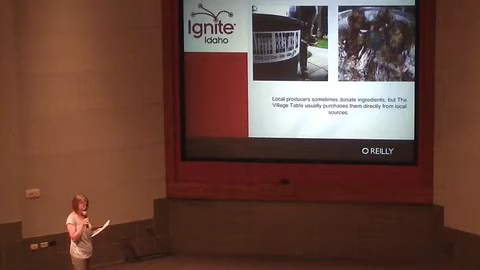 Ignite
Idaho
Local producers sometimes donate ingredients, but The
Village Table usually purchases them directly from local
sources.
O REILLY